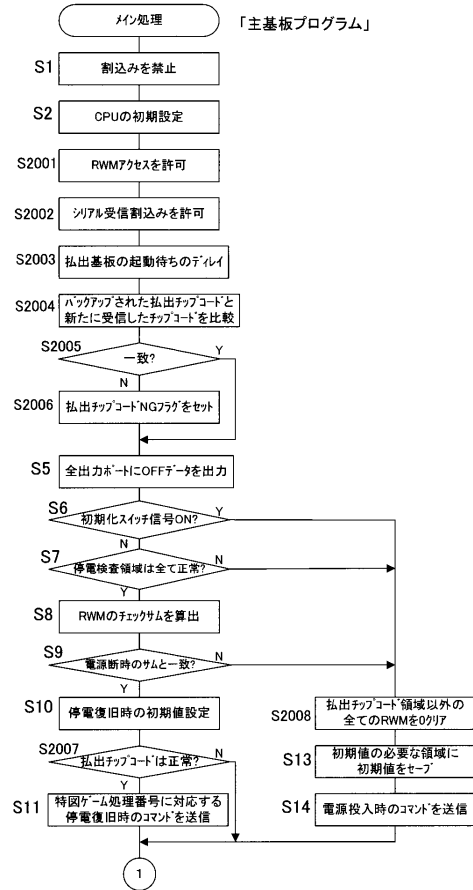 メイン処理
「主基板プログラム」
S1
割込みを禁止
S2
CPUの初期設定
S2001
RWMアクセスを許可
S2002
シリアル受信割込みを許可
S2003
払出基板の起動待ちのディレイ
S2004
バックアップされた払出チップコードと
新たに受信したチップコードを比較
S2005
一致?
Y
N
S2006
払出チップコードNGフラグをセット
S5
全出力ポートにOFFデータを出力
S6
初期化スイッチ信号ON?
Y
N
S7
停電検査領域は全て正常?
N
Y
S8
RWMのチェックサムを算出
S9
電源断時のサムと一致?
N
Y
S10
停電復旧時の初期値設定
S2008
払出チップコード領域以外の
全てのRWMを0クリア
S2007
払出チップコードは正常?
N
Y
S13
初期値の必要な領域に
初期値をセーブ
S11
特図ゲーム処理番号に対応する
停電復旧時のコマンドを送信
S14
電源投入時のコマンドを送信
1